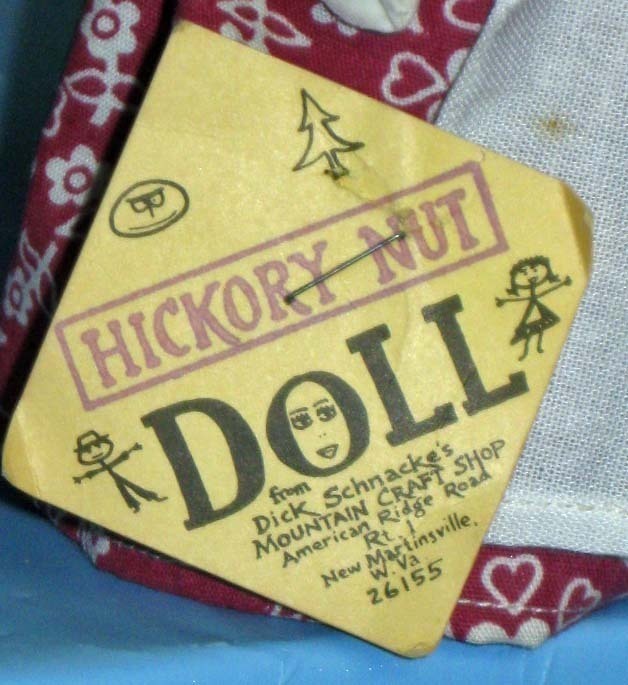 HICKORY NUT
DOLL
from
Dick Schnacke's
MOUNTAIN CRAFT SHOP
American Ridge Road
Rt. 1
New Martinsville,
W. Va
26155